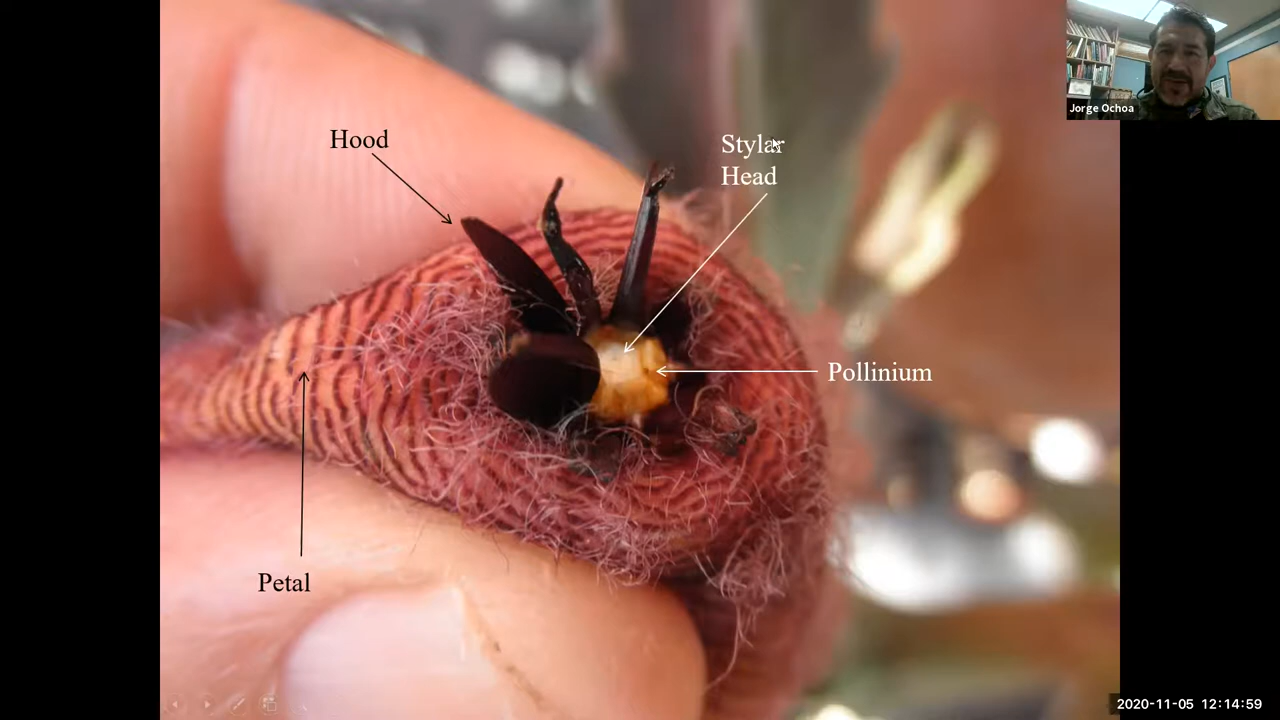 Jorge Ochoa
Hood
Stylar
Head
Pollinium
Petal
2020-11-05 12:14:59